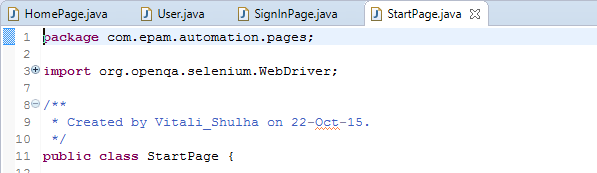 HomePage.java User.java SignInPage.java StartPage.java
1 package com.epam.automation.pages;
2
3 import org.openqa.selenium.WebDriver;
7
8 /**
9 * Created by Vitali_Shulha on 22-Oct-15.
10 */
11 public class StartPage {